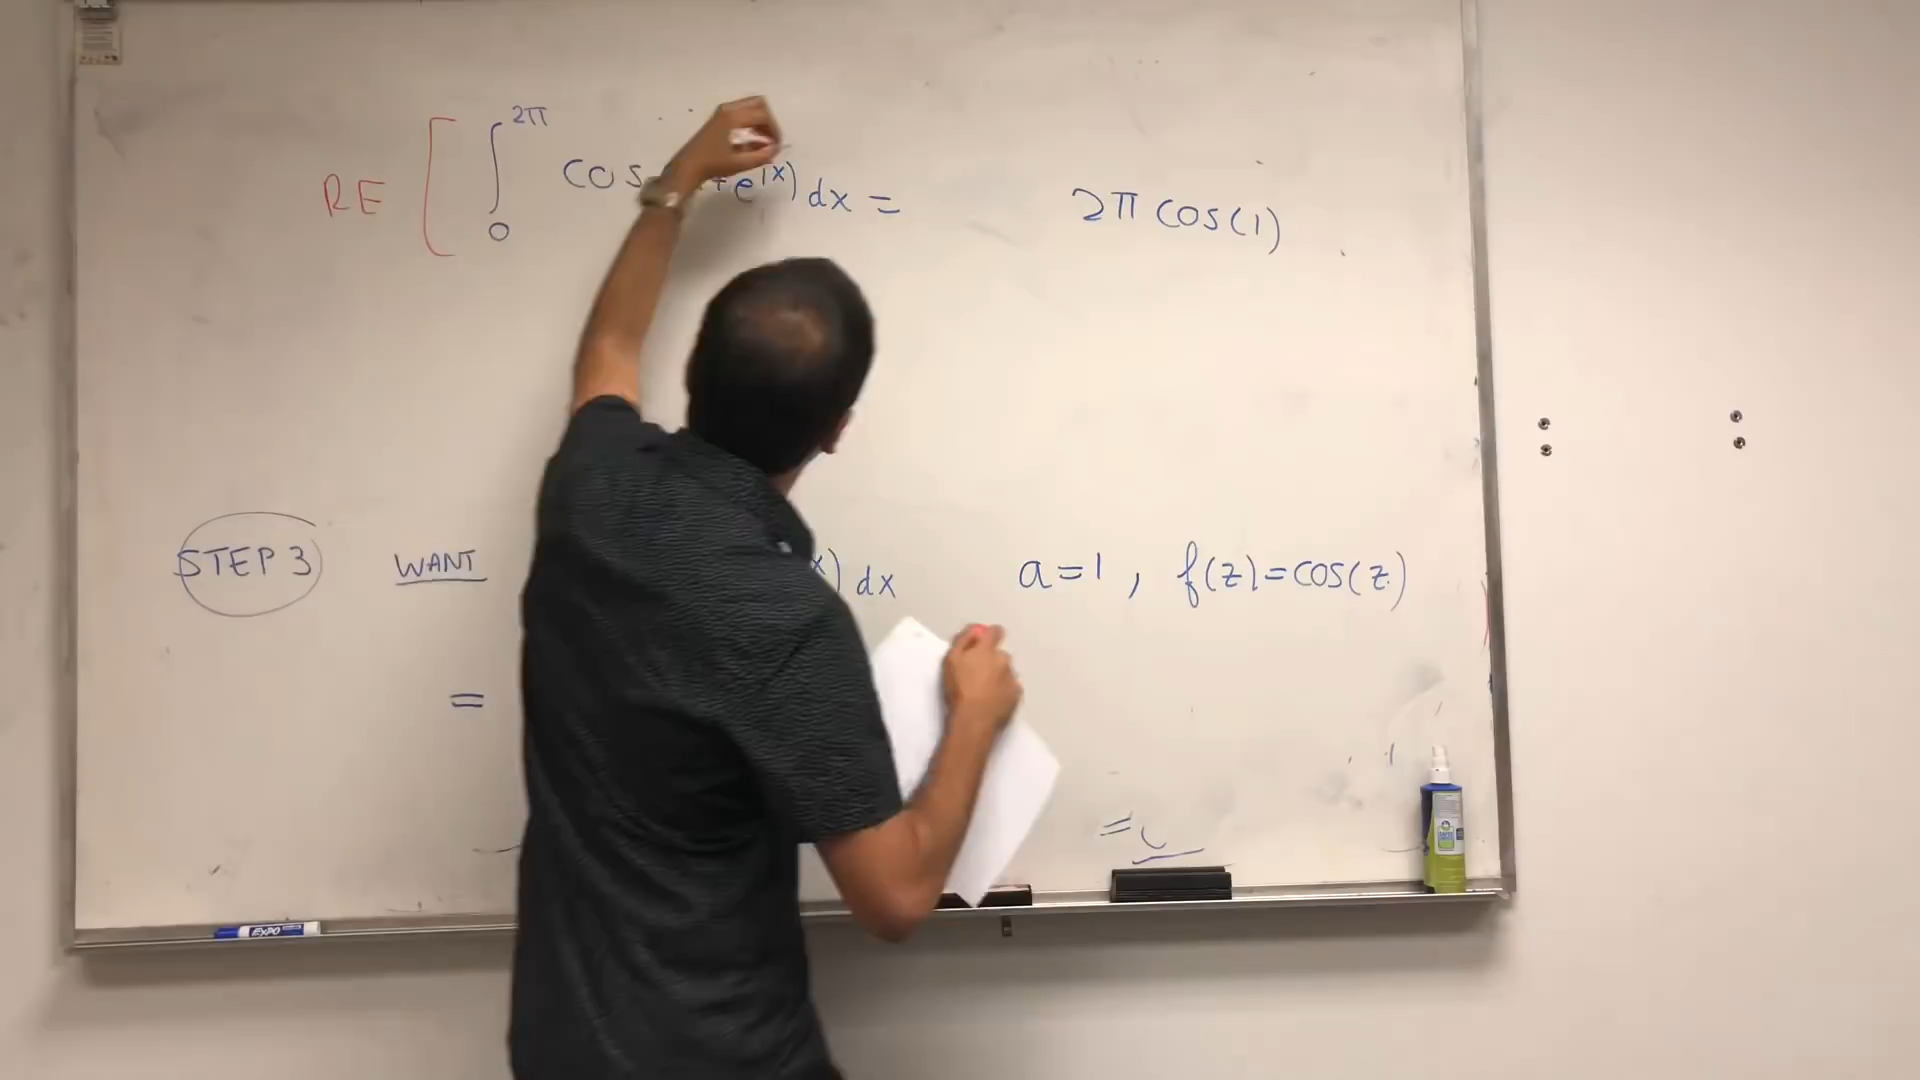 RE [ ∫₀^2π cos + e^ix) dx = 2π cos(1)
STEP 3 WANT x) dx a=1, f(z)=cos(z)
=
=
EXPO